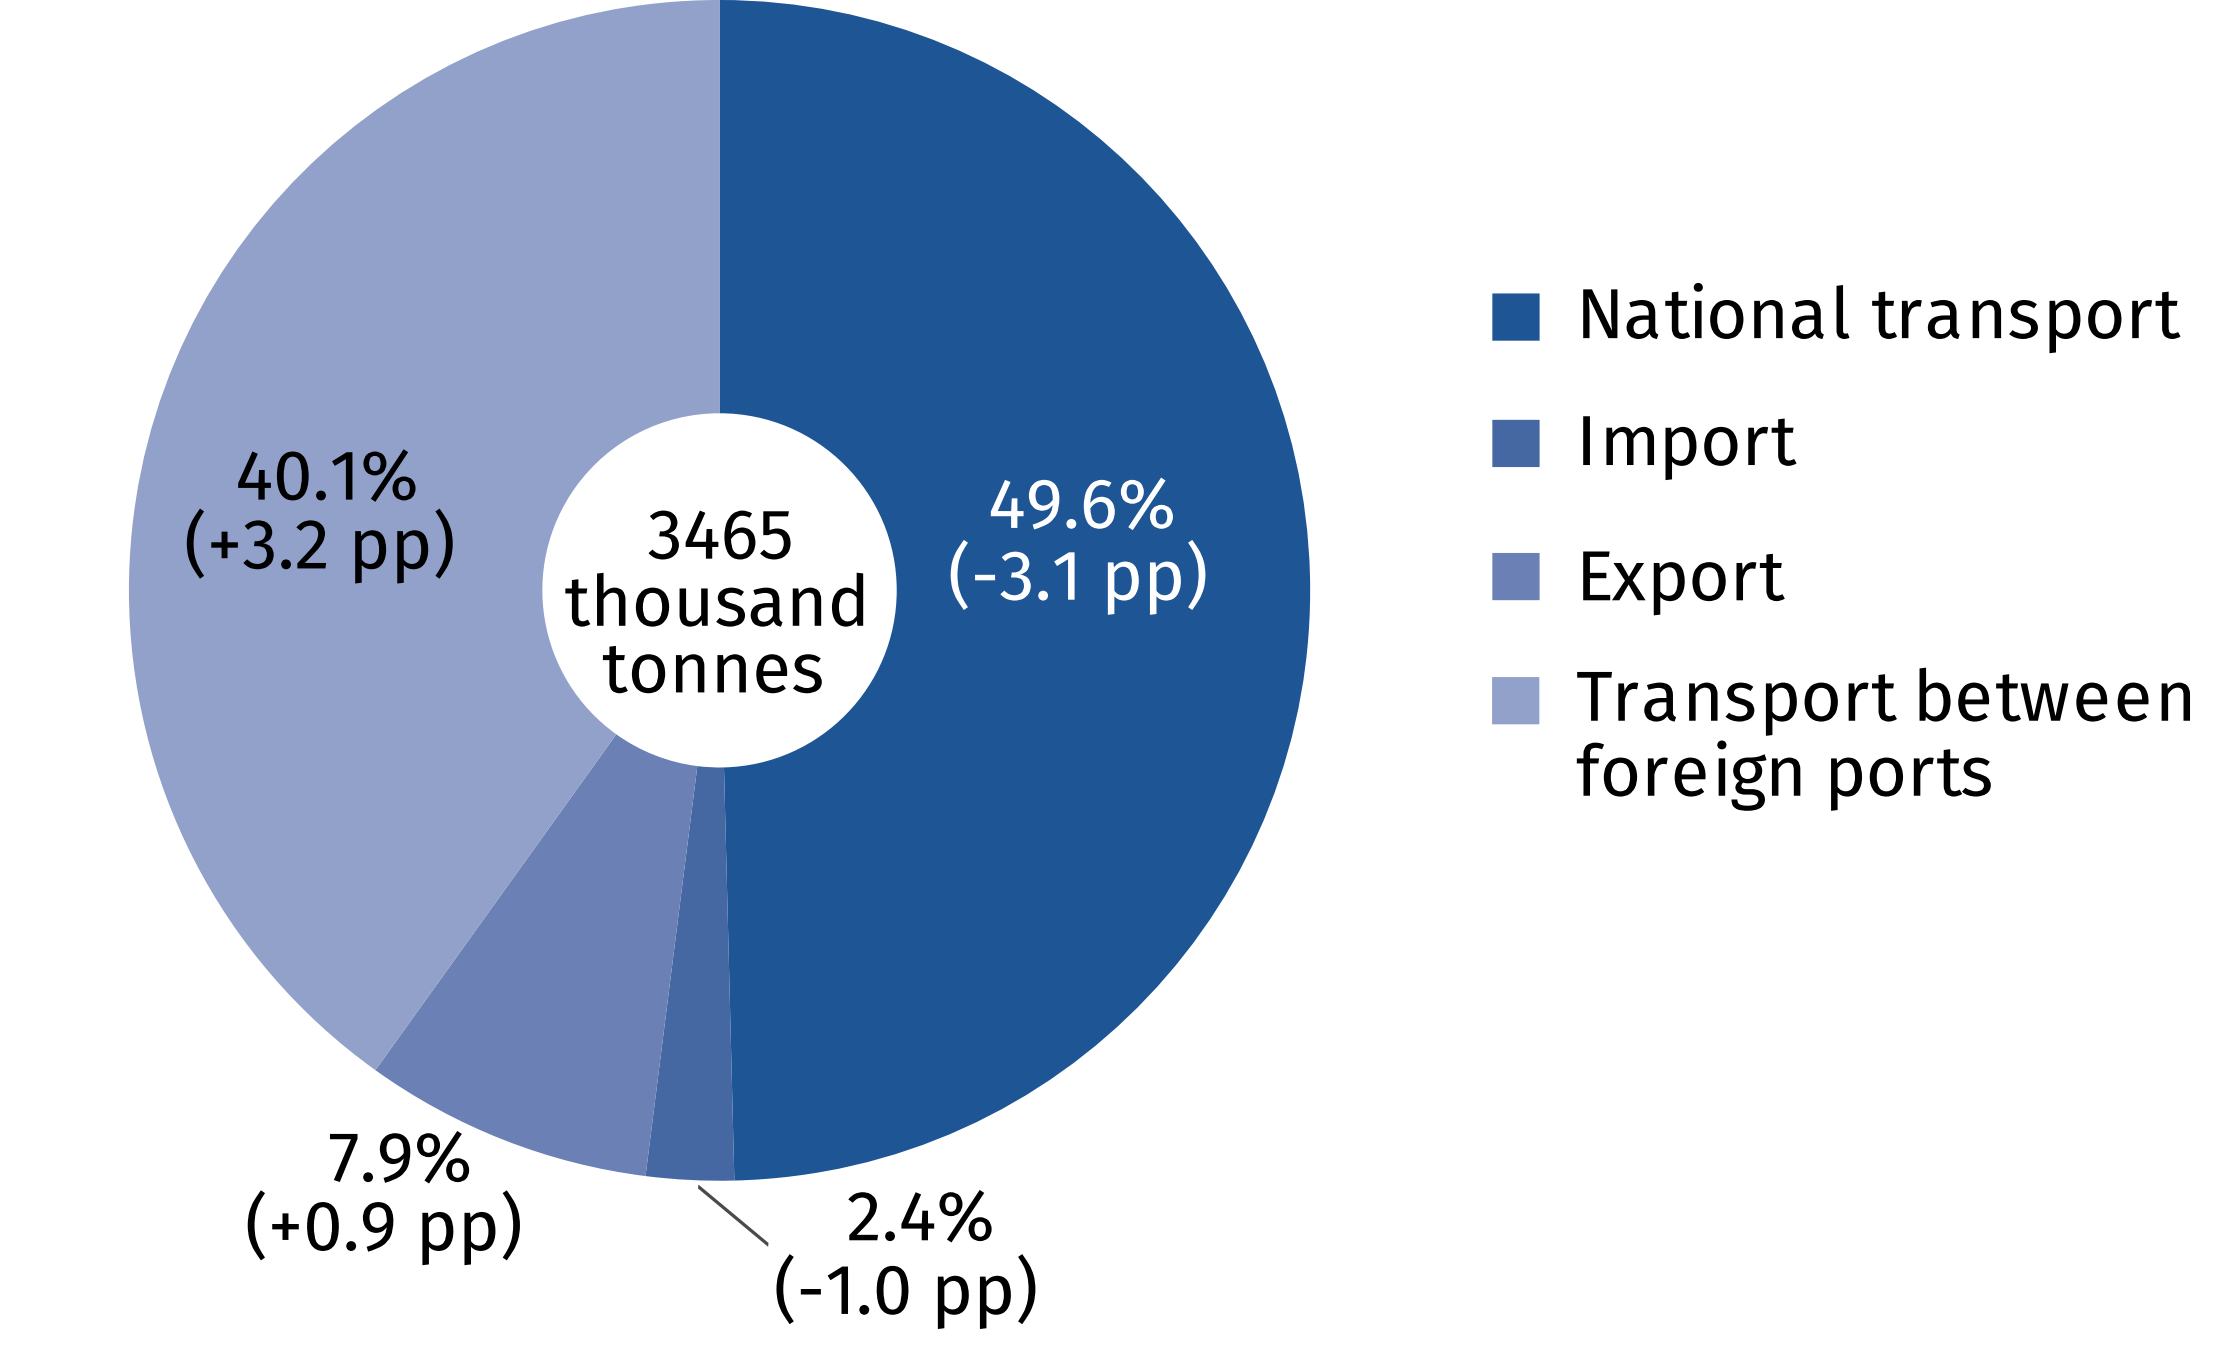 40.1%
(+3.2 pp)
3465
thousand
tonnes
49.6%
(-3.1 pp)
7.9%
(+0.9 pp)
2.4%
(-1.0 pp)
National transport
Import
Export
Transport between
foreign ports